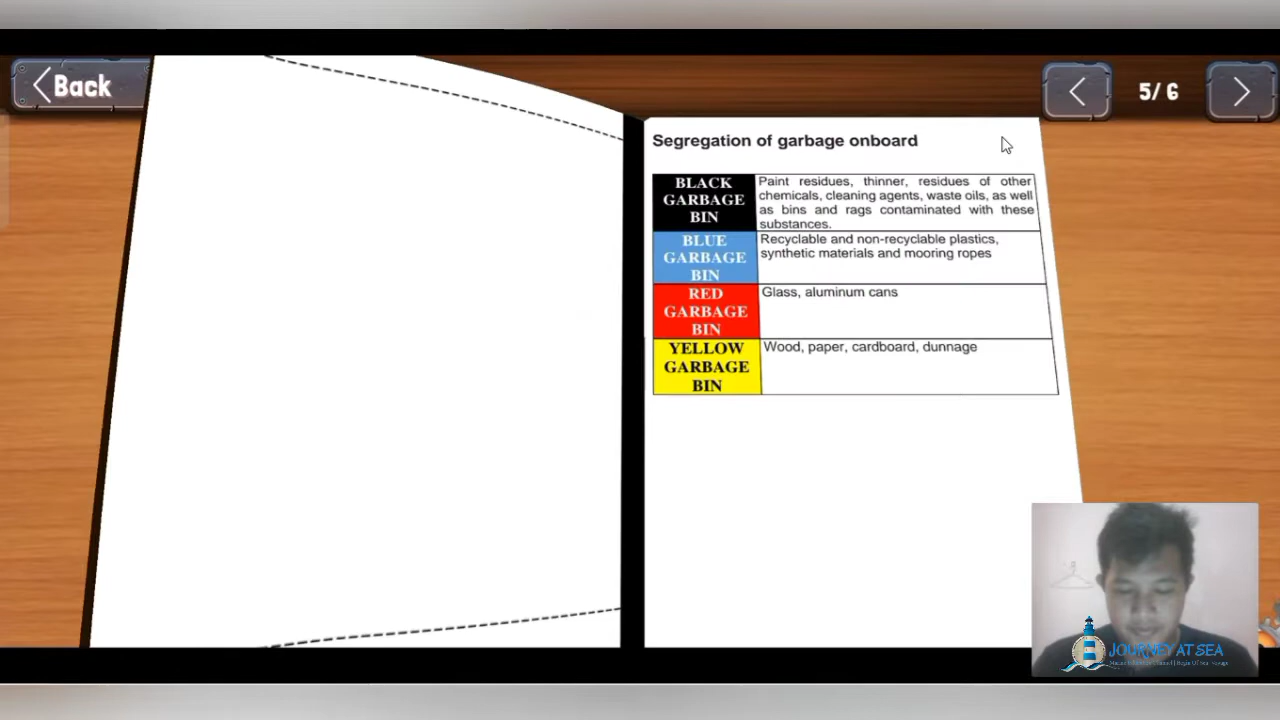 Back
5/ 6
Segregation of garbage onboard
BLACK
GARBAGE
BIN
Paint residues, thinner, residues of other
chemicals, cleaning agents, waste oils, as well
as bins and rags contaminated with these
substances.
BLUE
GARBAGE
BIN
Recyclable and non-recyclable plastics,
synthetic materials and mooring ropes
RED
GARBAGE
BIN
Glass, aluminum cans
YELLOW
GARBAGE
BIN
Wood, paper, cardboard, dunnage
JOURNEY AT SEA